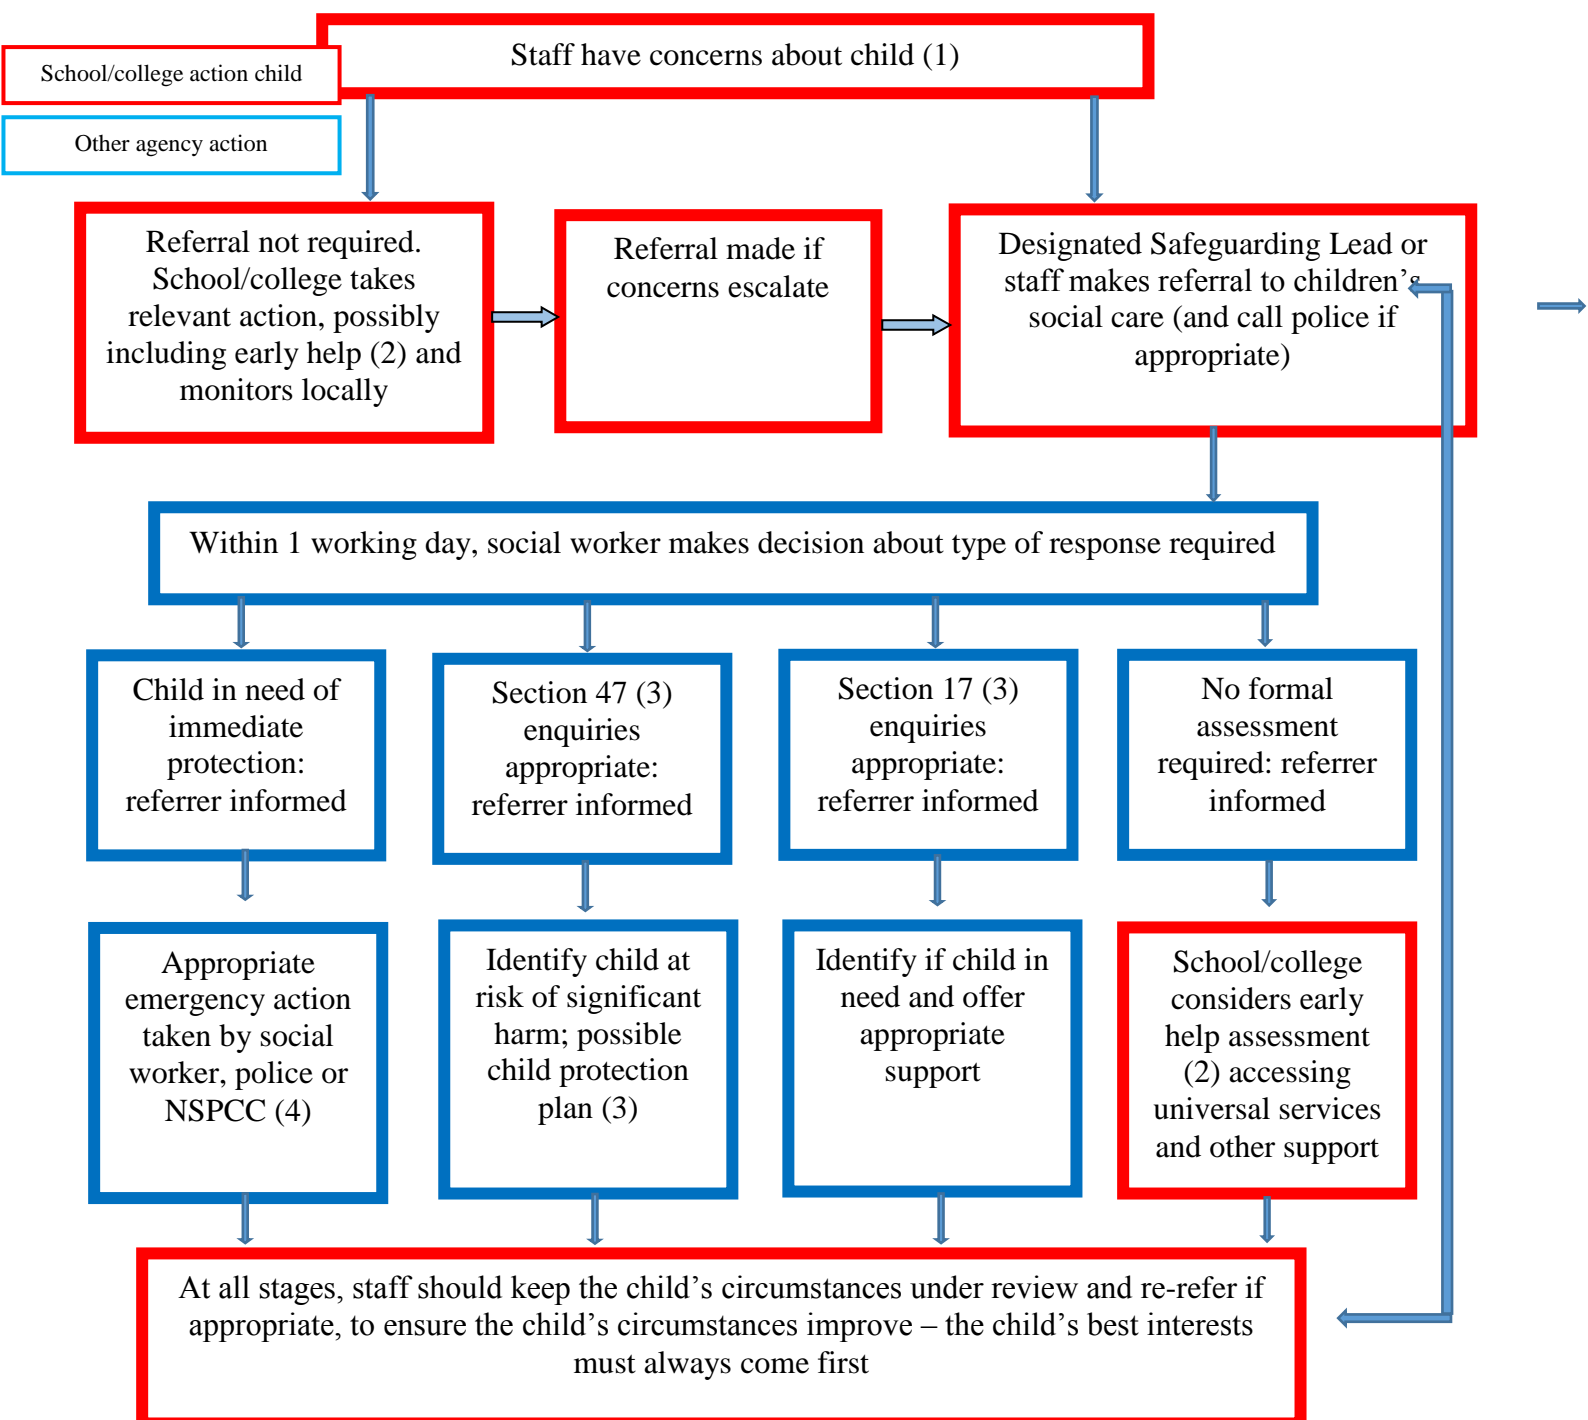 Staff have concerns about child (1)
School/college action child
Other agency action
Referral not required.
School/college takes
relevant action, possibly
including early help (2) and
monitors locally
Referral made if
concerns escalate
Designated Safeguarding Lead or
staff makes referral to children’s
social care (and call police if
appropriate)
Within 1 working day, social worker makes decision about type of response required
Child in need of
immediate
protection:
referrer informed
Section 47 (3)
enquiries
appropriate:
referrer informed
Section 17 (3)
enquiries
appropriate:
referrer informed
No formal
assessment
required: referrer
informed
Appropriate
emergency action
taken by social
worker, police or
NSPCC (4)
Identify child at
risk of significant
harm; possible
child protection
plan (3)
Identify if child in
need and offer
appropriate
support
School/college
considers early
help assessment
(2) accessing
universal services
and other support
At all stages, staff should keep the child’s circumstances under review and re-refer if
appropriate, to ensure the child’s circumstances improve – the child’s best interests
must always come first